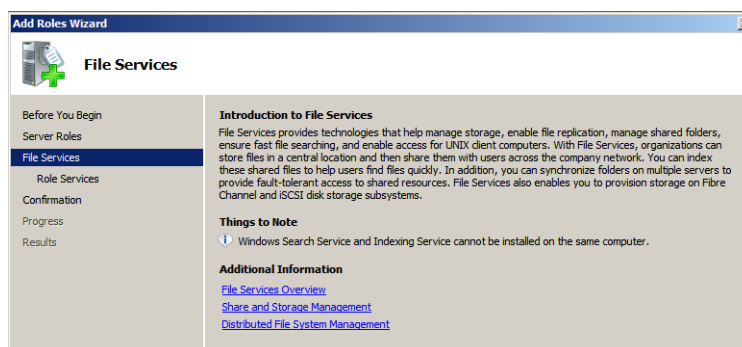 Add Roles Wizard
File Services
Before You Begin
Server Roles
File Services
Role Services
Confirmation
Progress
Results
Introduction to File Services
File Services provides technologies that help manage storage, enable file replication, manage shared folders,
ensure fast file searching, and enable access for UNIX client computers. With File Services, organizations can
store files in a central location and then share them with users across the company network. You can index
these shared files to help users find files quickly. In addition, you can synchronize folders on multiple servers to
provide fault-tolerant access to shared resources. File Services also enables you to provision storage on Fibre
Channel and iSCSI disk storage subsystems.
Things to Note
Windows Search Service and Indexing Service cannot be installed on the same computer.
Additional Information
File Services Overview
Share and Storage Management
Distributed File System Management